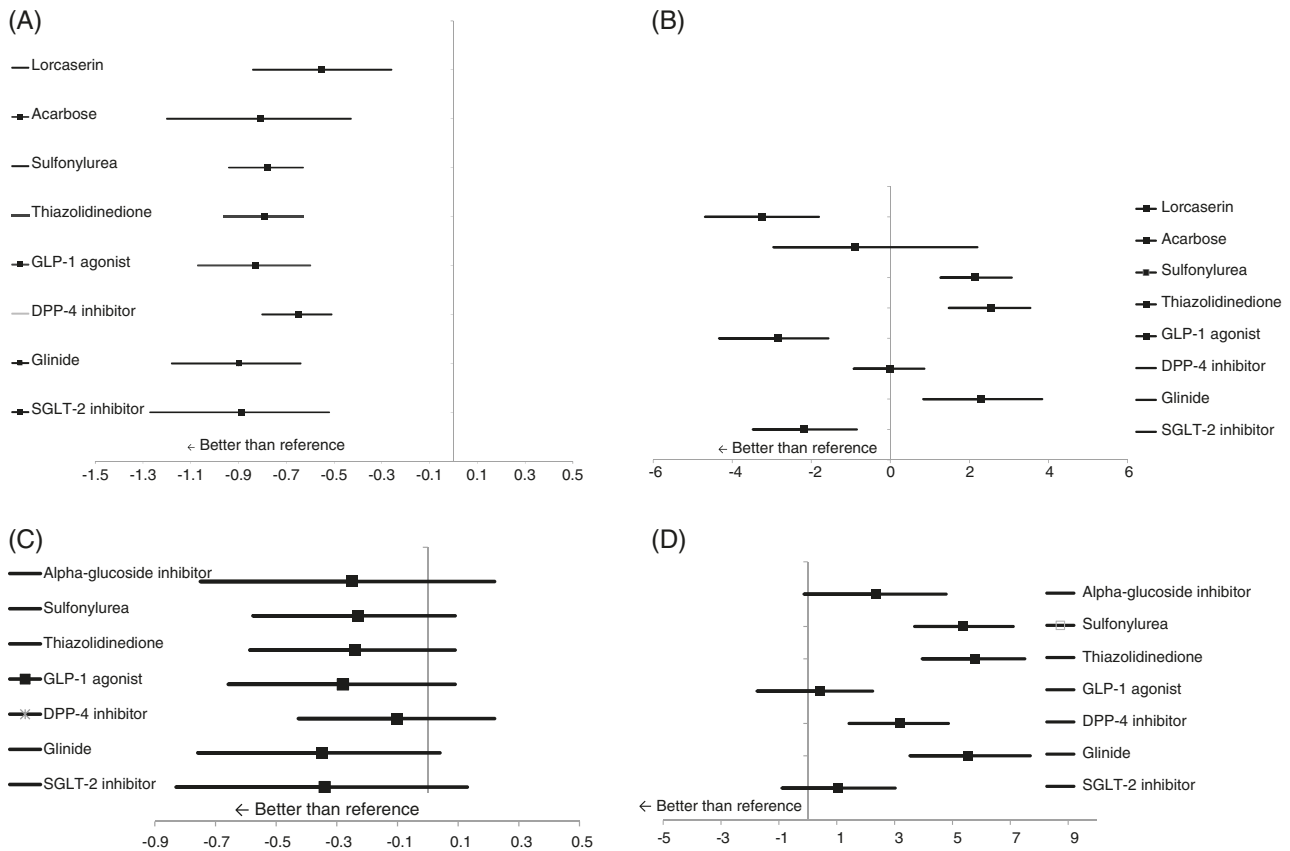 (A)
Lorcaserin
Acarbose
Sulfonylurea
Thiazolidinedione
GLP-1 agonist
DPP-4 inhibitor
Glinide
SGLT-2 inhibitor
← Better than reference
-1.5 -1.3 -1.1 -0.9 -0.7 -0.5 -0.3 -0.1 0.1 0.3 0.5
(B)
Lorcaserin
Acarbose
Sulfonylurea
Thiazolidinedione
GLP-1 agonist
DPP-4 inhibitor
Glinide
SGLT-2 inhibitor
← Better than reference
-6 -4 -2 0 2 4 6
(C)
Alpha-glucoside inhibitor
Sulfonylurea
Thiazolidinedione
GLP-1 agonist
DPP-4 inhibitor
Glinide
SGLT-2 inhibitor
← Better than reference
-0.9 -0.7 -0.5 -0.3 -0.1 0.1 0.3 0.5
(D)
Alpha-glucoside inhibitor
Sulfonylurea
Thiazolidinedione
GLP-1 agonist
DPP-4 inhibitor
Glinide
SGLT-2 inhibitor
← Better than reference
-5 -3 -1 1 3 5 7 9